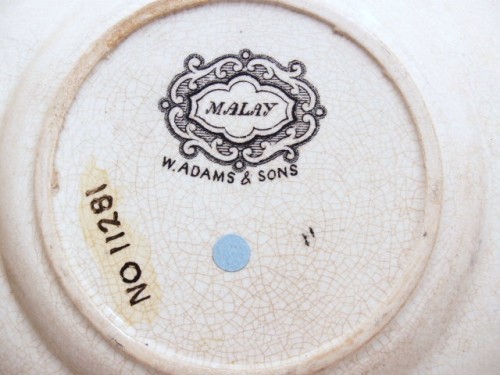 MALAY
W. ADAMS & SONS
NO 11281